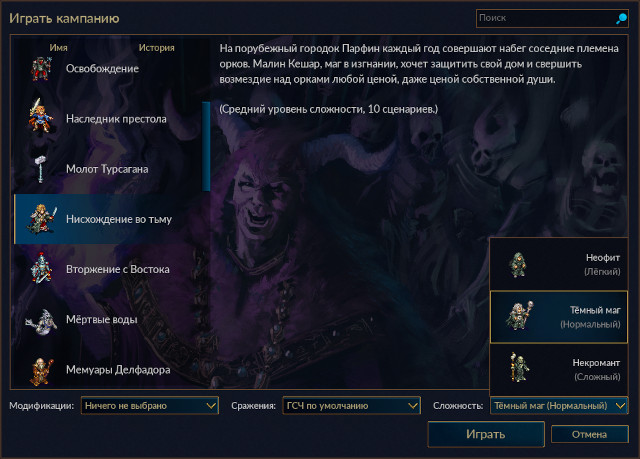 Играть кампанию
Поиск
Имя История
Освобождение
Наследник престола
Молот Турсагана
Нисхождение во тьму
Вторжение с Востока
Мёртвые воды
Мемуары Делфадора
На порубежный городок Парфин каждый год совершают набег соседние племена
орков. Малин Кешар, маг в изгнании, хочет защитить свой дом и свершить
возмездие над орками любой ценой, даже ценой собственной души.
(Средний уровень сложности, 10 сценариев.)
Неофит
(Лёгкий)
Тёмный маг
(Нормальный)
Некромант
(Сложный)
Модификации: Ничего не выбрано Сражения: ГСЧ по умолчанию Сложность: Тёмный маг (Нормальный)
Играть Отмена